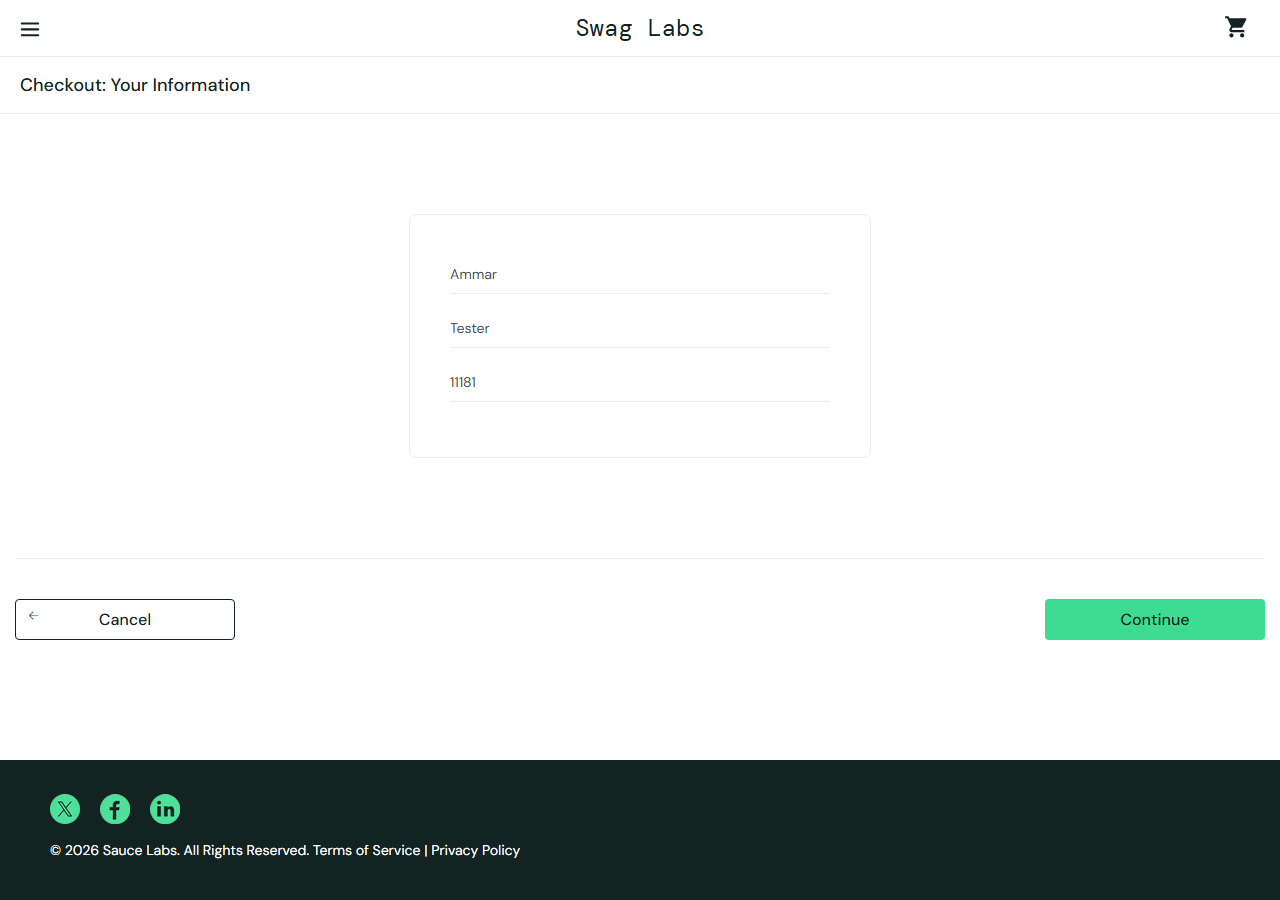 Swag Labs
Checkout: Your Information
Ammar
Tester
11181
Cancel
Continue
© 2026 Sauce Labs. All Rights Reserved. Terms of Service | Privacy Policy